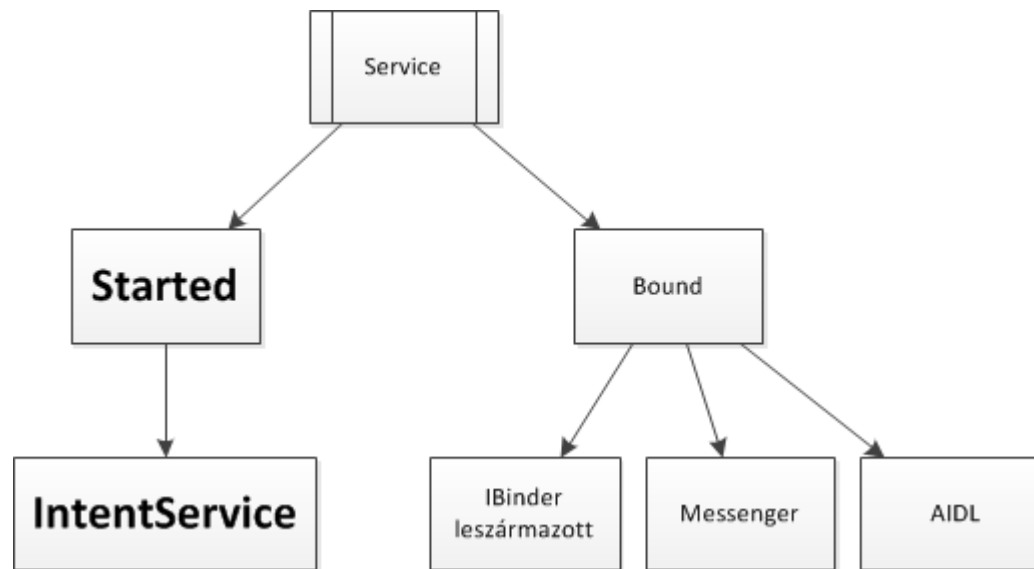 Service
Started
Bound
IntentService
IBinder
leszármazott
Messenger
AIDL